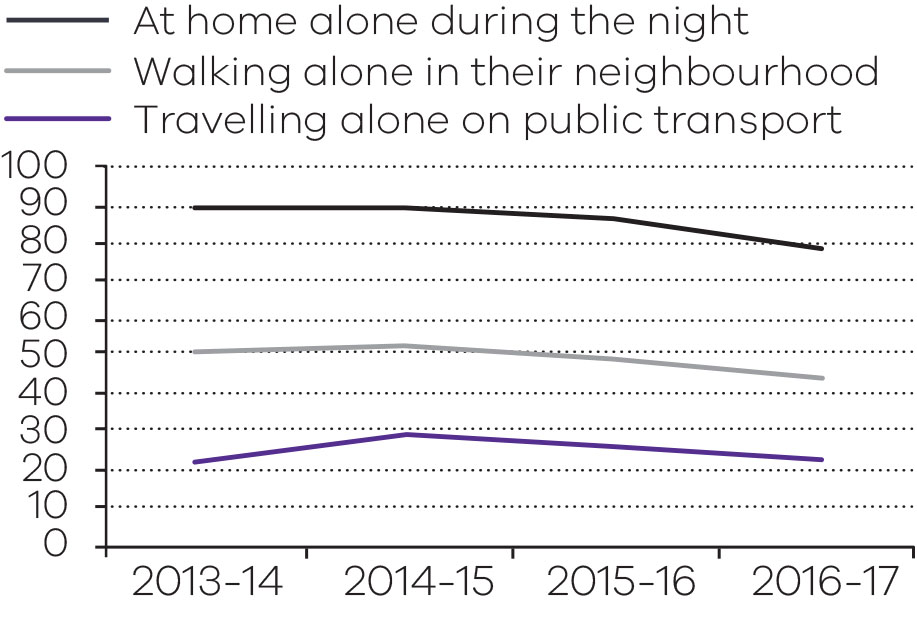 At home alone during the night
Walking alone in their neighbourhood
Travelling alone on public transport
100
90
80
70
60
50
40
30
20
10
0
2013-14 2014-15 2015-16 2016-17